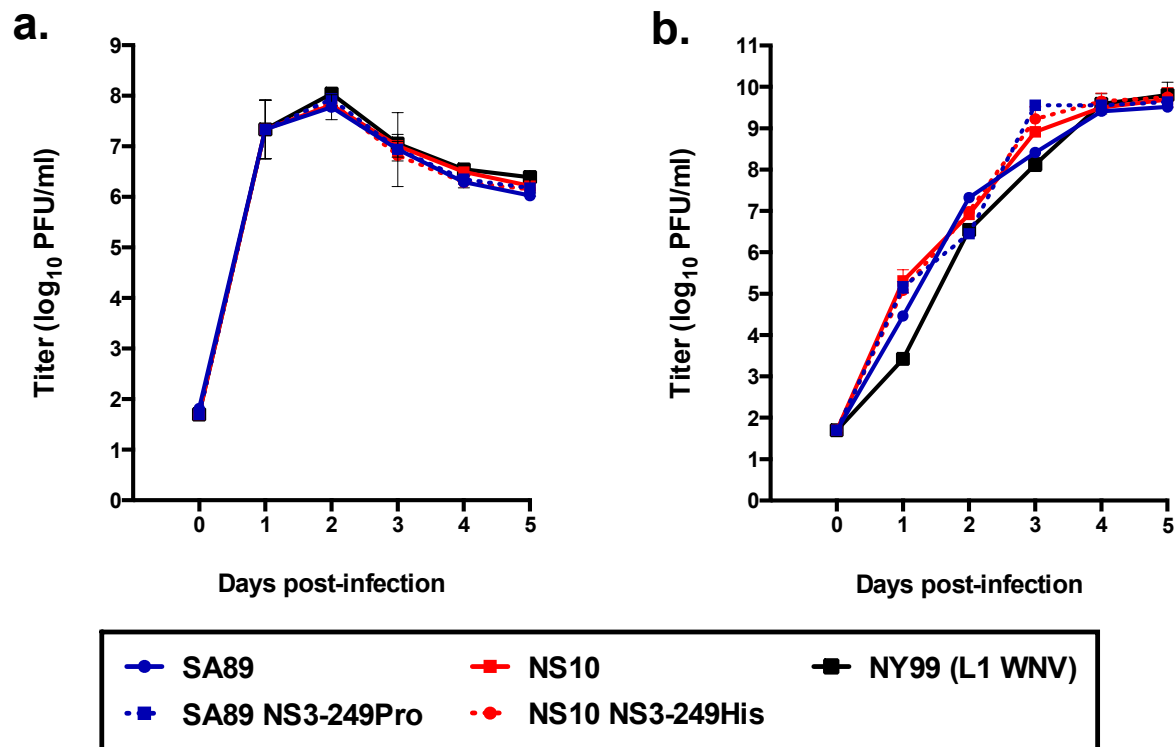 a.
Titer (log10 PFU/ml)
9
8
7
6
5
4
3
2
1
0
0 1 2 3 4 5
Days post-infection
b.
Titer (log10 PFU/ml)
11
10
9
8
7
6
5
4
3
2
1
0
0 1 2 3 4 5
Days post-infection
SA89 NS10 NY99 (L1 WNV)
SA89 NS3-249Pro NS10 NS3-249His